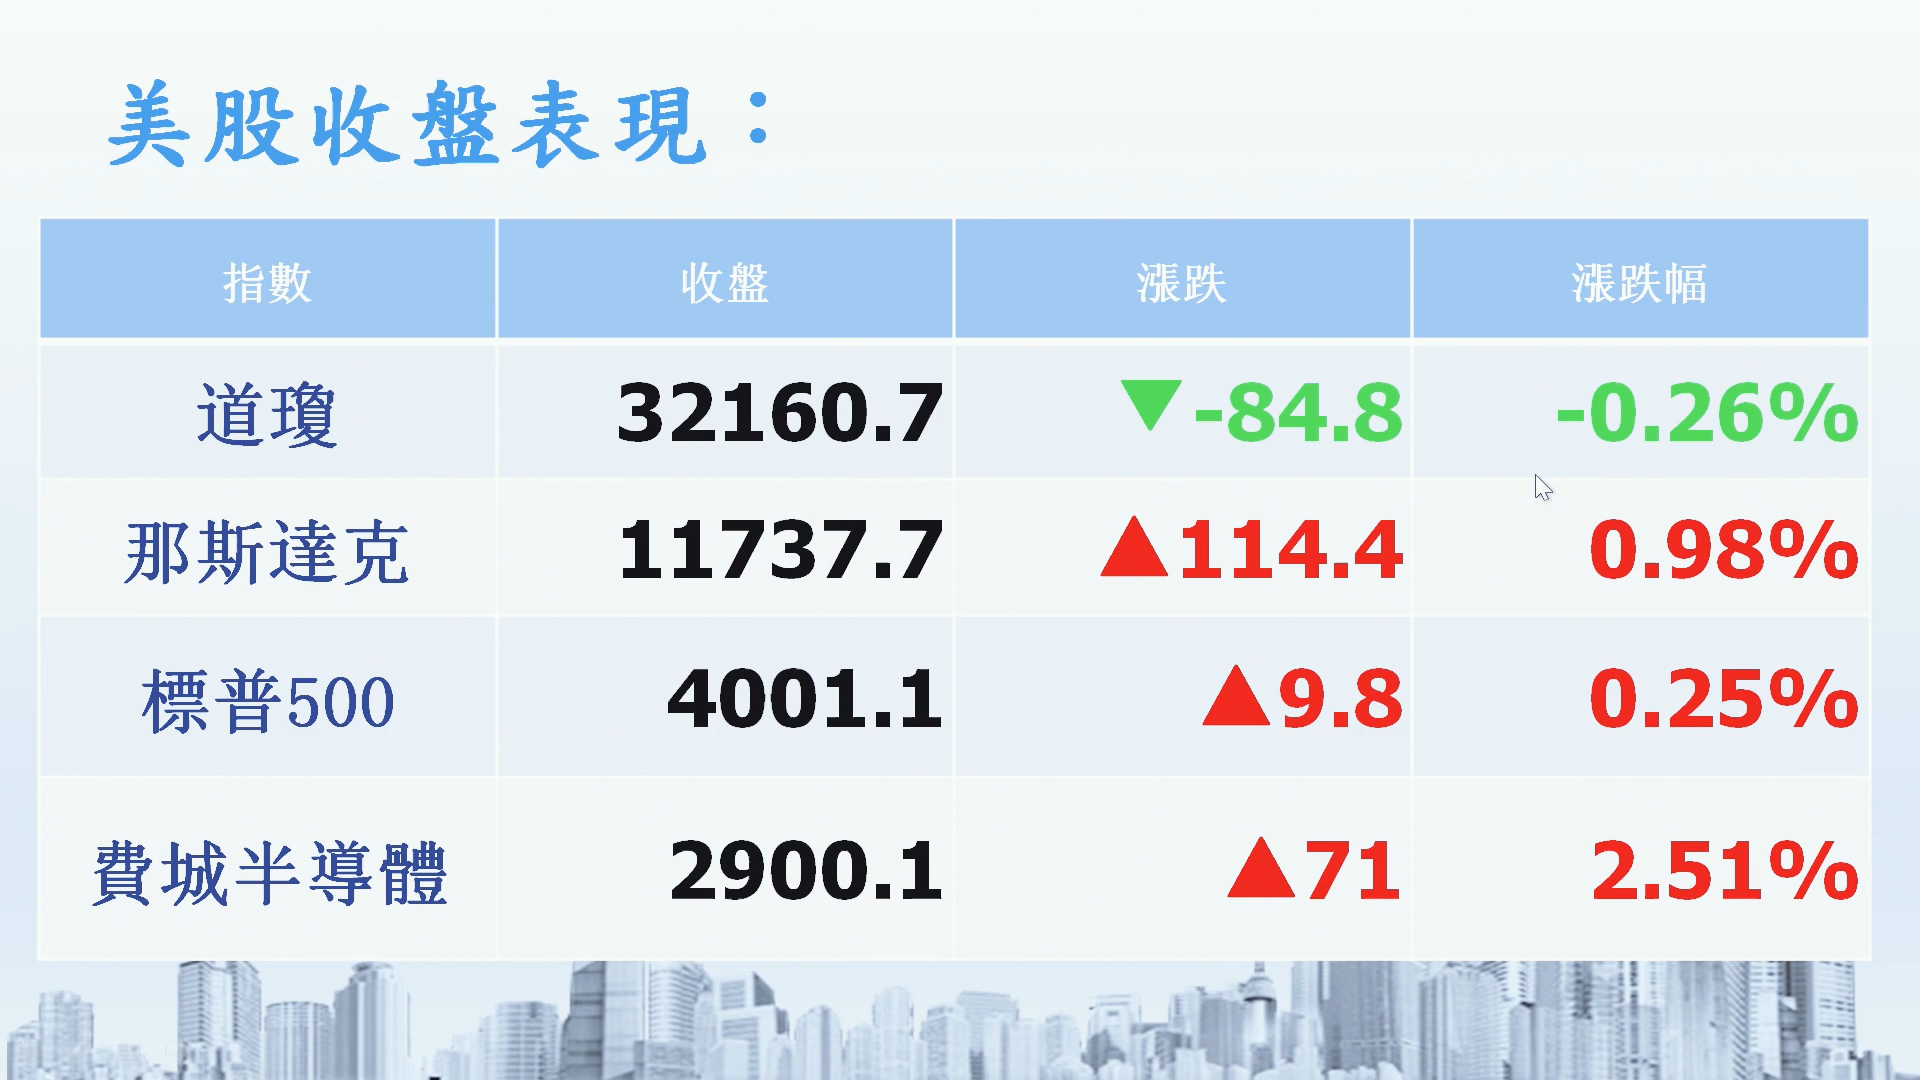 美股收盤表現：
指數 收盤 漲跌 漲跌幅
道瓊 32160.7 ▼-84.8 -0.26%
那斯達克 11737.7 ▲114.4 0.98%
標普500 4001.1 ▲9.8 0.25%
費城半導體 2900.1 ▲71 2.51%